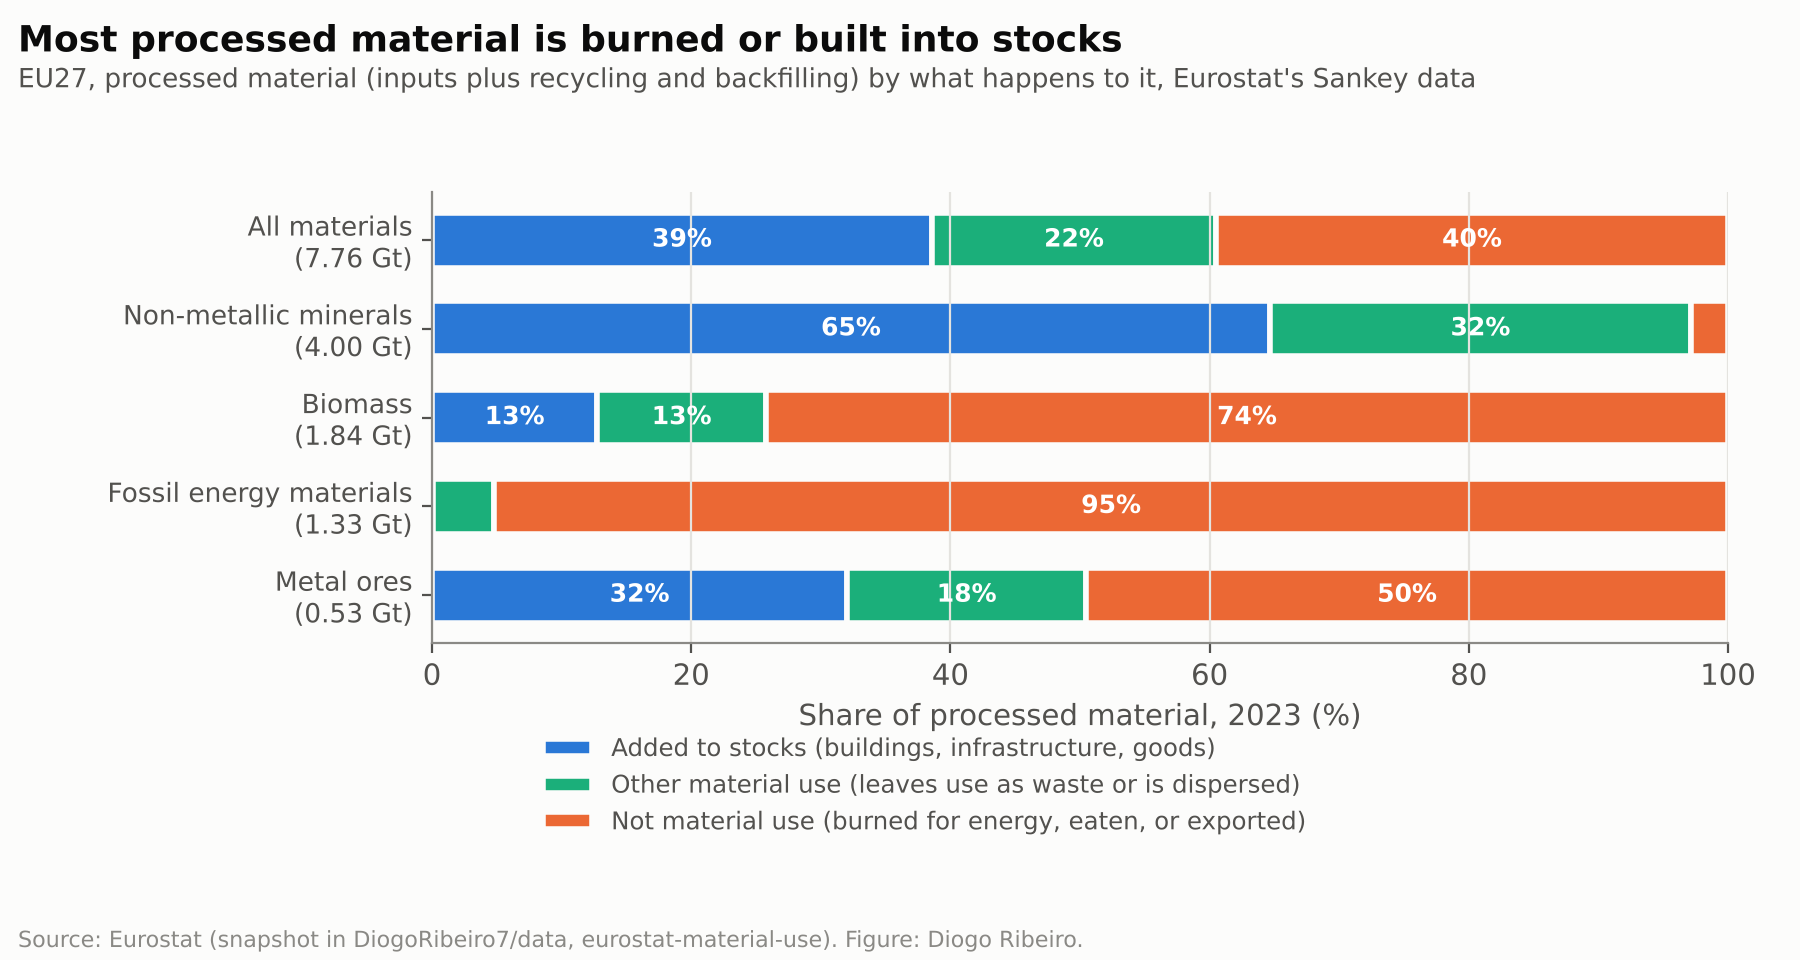 Most processed material is burned or built into stocks
EU27, processed material (inputs plus recycling and backfilling) by what happens to it, Eurostat's Sankey data
All materials
(7.76 Gt)
39%
22%
40%
Non-metallic minerals
(4.00 Gt)
65%
32%
Biomass
(1.84 Gt)
13%
13%
74%
Fossil energy materials
(1.33 Gt)
95%
Metal ores
(0.53 Gt)
32%
18%
50%
0
20
40
60
80
100
Share of processed material, 2023 (%)
Added to stocks (buildings, infrastructure, goods)
Other material use (leaves use as waste or is dispersed)
Not material use (burned for energy, eaten, or exported)
Source: Eurostat (snapshot in DiogoRibeiro7/data, eurostat-material-use). Figure: Diogo Ribeiro.